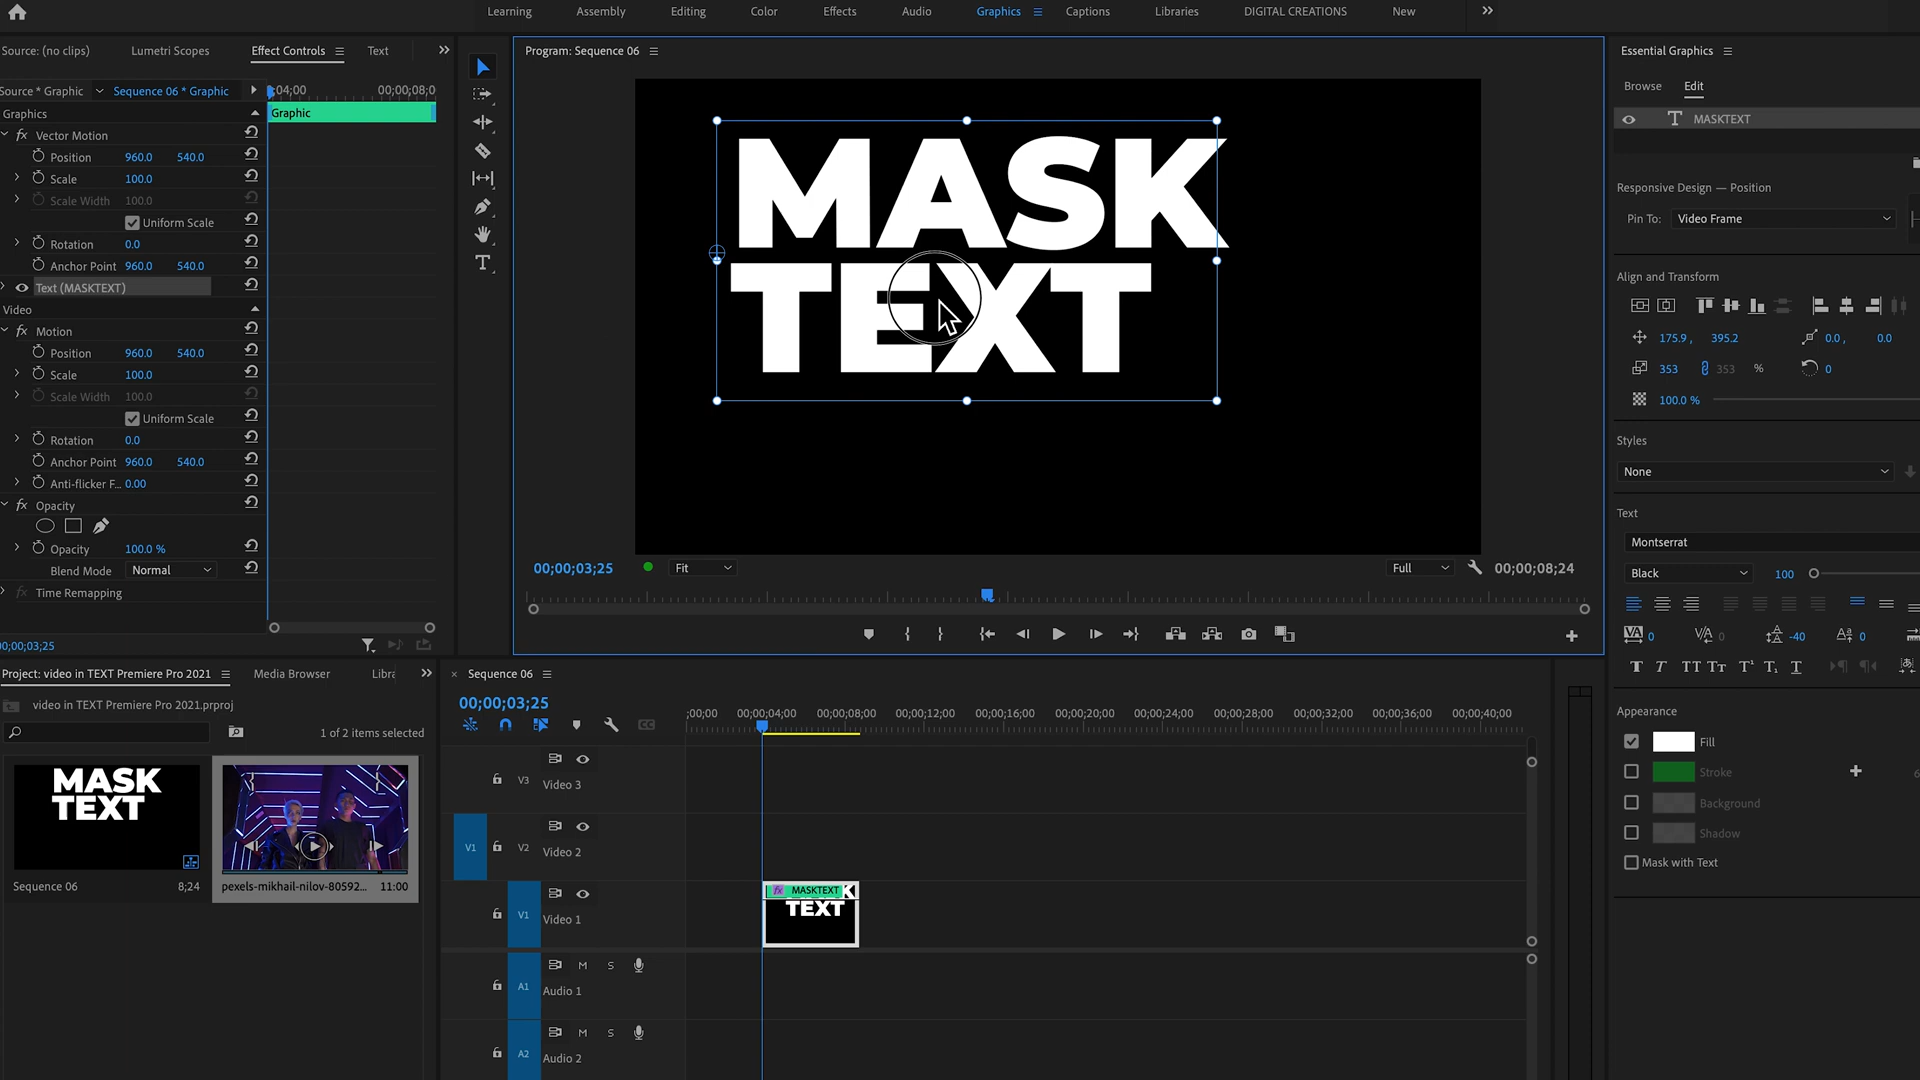 Learning Assembly Editing Color Effects Audio Graphics Captions Libraries DIGITAL CREATIONS New
Source: (no clips) Lumetri Scopes Effect Controls Text
Program: Sequence 06
Essential Graphics
Browse Edit
MASKTEXT
Source * Graphic Sequence 06 * Graphic
:04;00 00;00;08;0
Graphics
Graphic
Vector Motion
Position 960.0 540.0
Scale 100.0
Scale Width 100.0
Uniform Scale
Rotation 0.0
Anchor Point 960.0 540.0
Text (MASKTEXT)
Video
Motion
Position 960.0 540.0
Scale 100.0
Scale Width 100.0
Uniform Scale
Rotation 0.0
Anchor Point 960.0 540.0
Anti-flicker F... 0.00
Opacity
Opacity 100.0 %
Blend Mode Normal
Time Remapping
0;00;03;25
MASK
TEXT
00;00;03;25 Fit Full 00;00;08;24
Responsive Design — Position
Pin To: Video Frame
Align and Transform
175.9 , 395.2 0.0 , 0.0
353 353 % 0
100.0 %
Styles
None
Text
Montserrat
Black 100
0 0 -40 0
Appearance
Fill
Stroke
Background
Shadow
Mask with Text
Project: video in TEXT Premiere Pro 2021 Media Browser Libra
video in TEXT Premiere Pro 2021.prproj
1 of 2 items selected
MASK
TEXT
Sequence 06 8;24
pexels-mikhail-nilov-80592... 11:00
Sequence 06
00;00;03;25
;00;00 00;00;04;00 00;00;08;00 00;00;12;00 00;00;16;00 00;00;20;00 00;00;24;00 00;00;28;00 00;00;32;00 00;00;36;00 00;00;40;00
V3 Video 3
V1 V2 Video 2
V1 Video 1
fx MASKTEXT K
TEXT
M S
A1 Audio 1
M S
A2 Audio 2